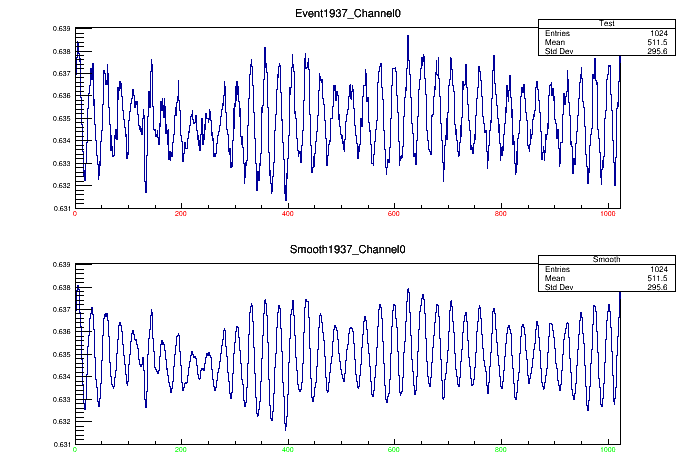 Event1937_Channel0
Test
Entries 1024
Mean 511.5
Std Dev 295.6
0.639
0.638
0.637
0.636
0.635
0.634
0.633
0.632
0.631
0 200 400 600 800 1000
Smooth1937_Channel0
Smooth
Entries 1024
Mean 511.5
Std Dev 295.6
0.639
0.638
0.637
0.636
0.635
0.634
0.633
0.632
0.631
0 200 400 600 800 1000